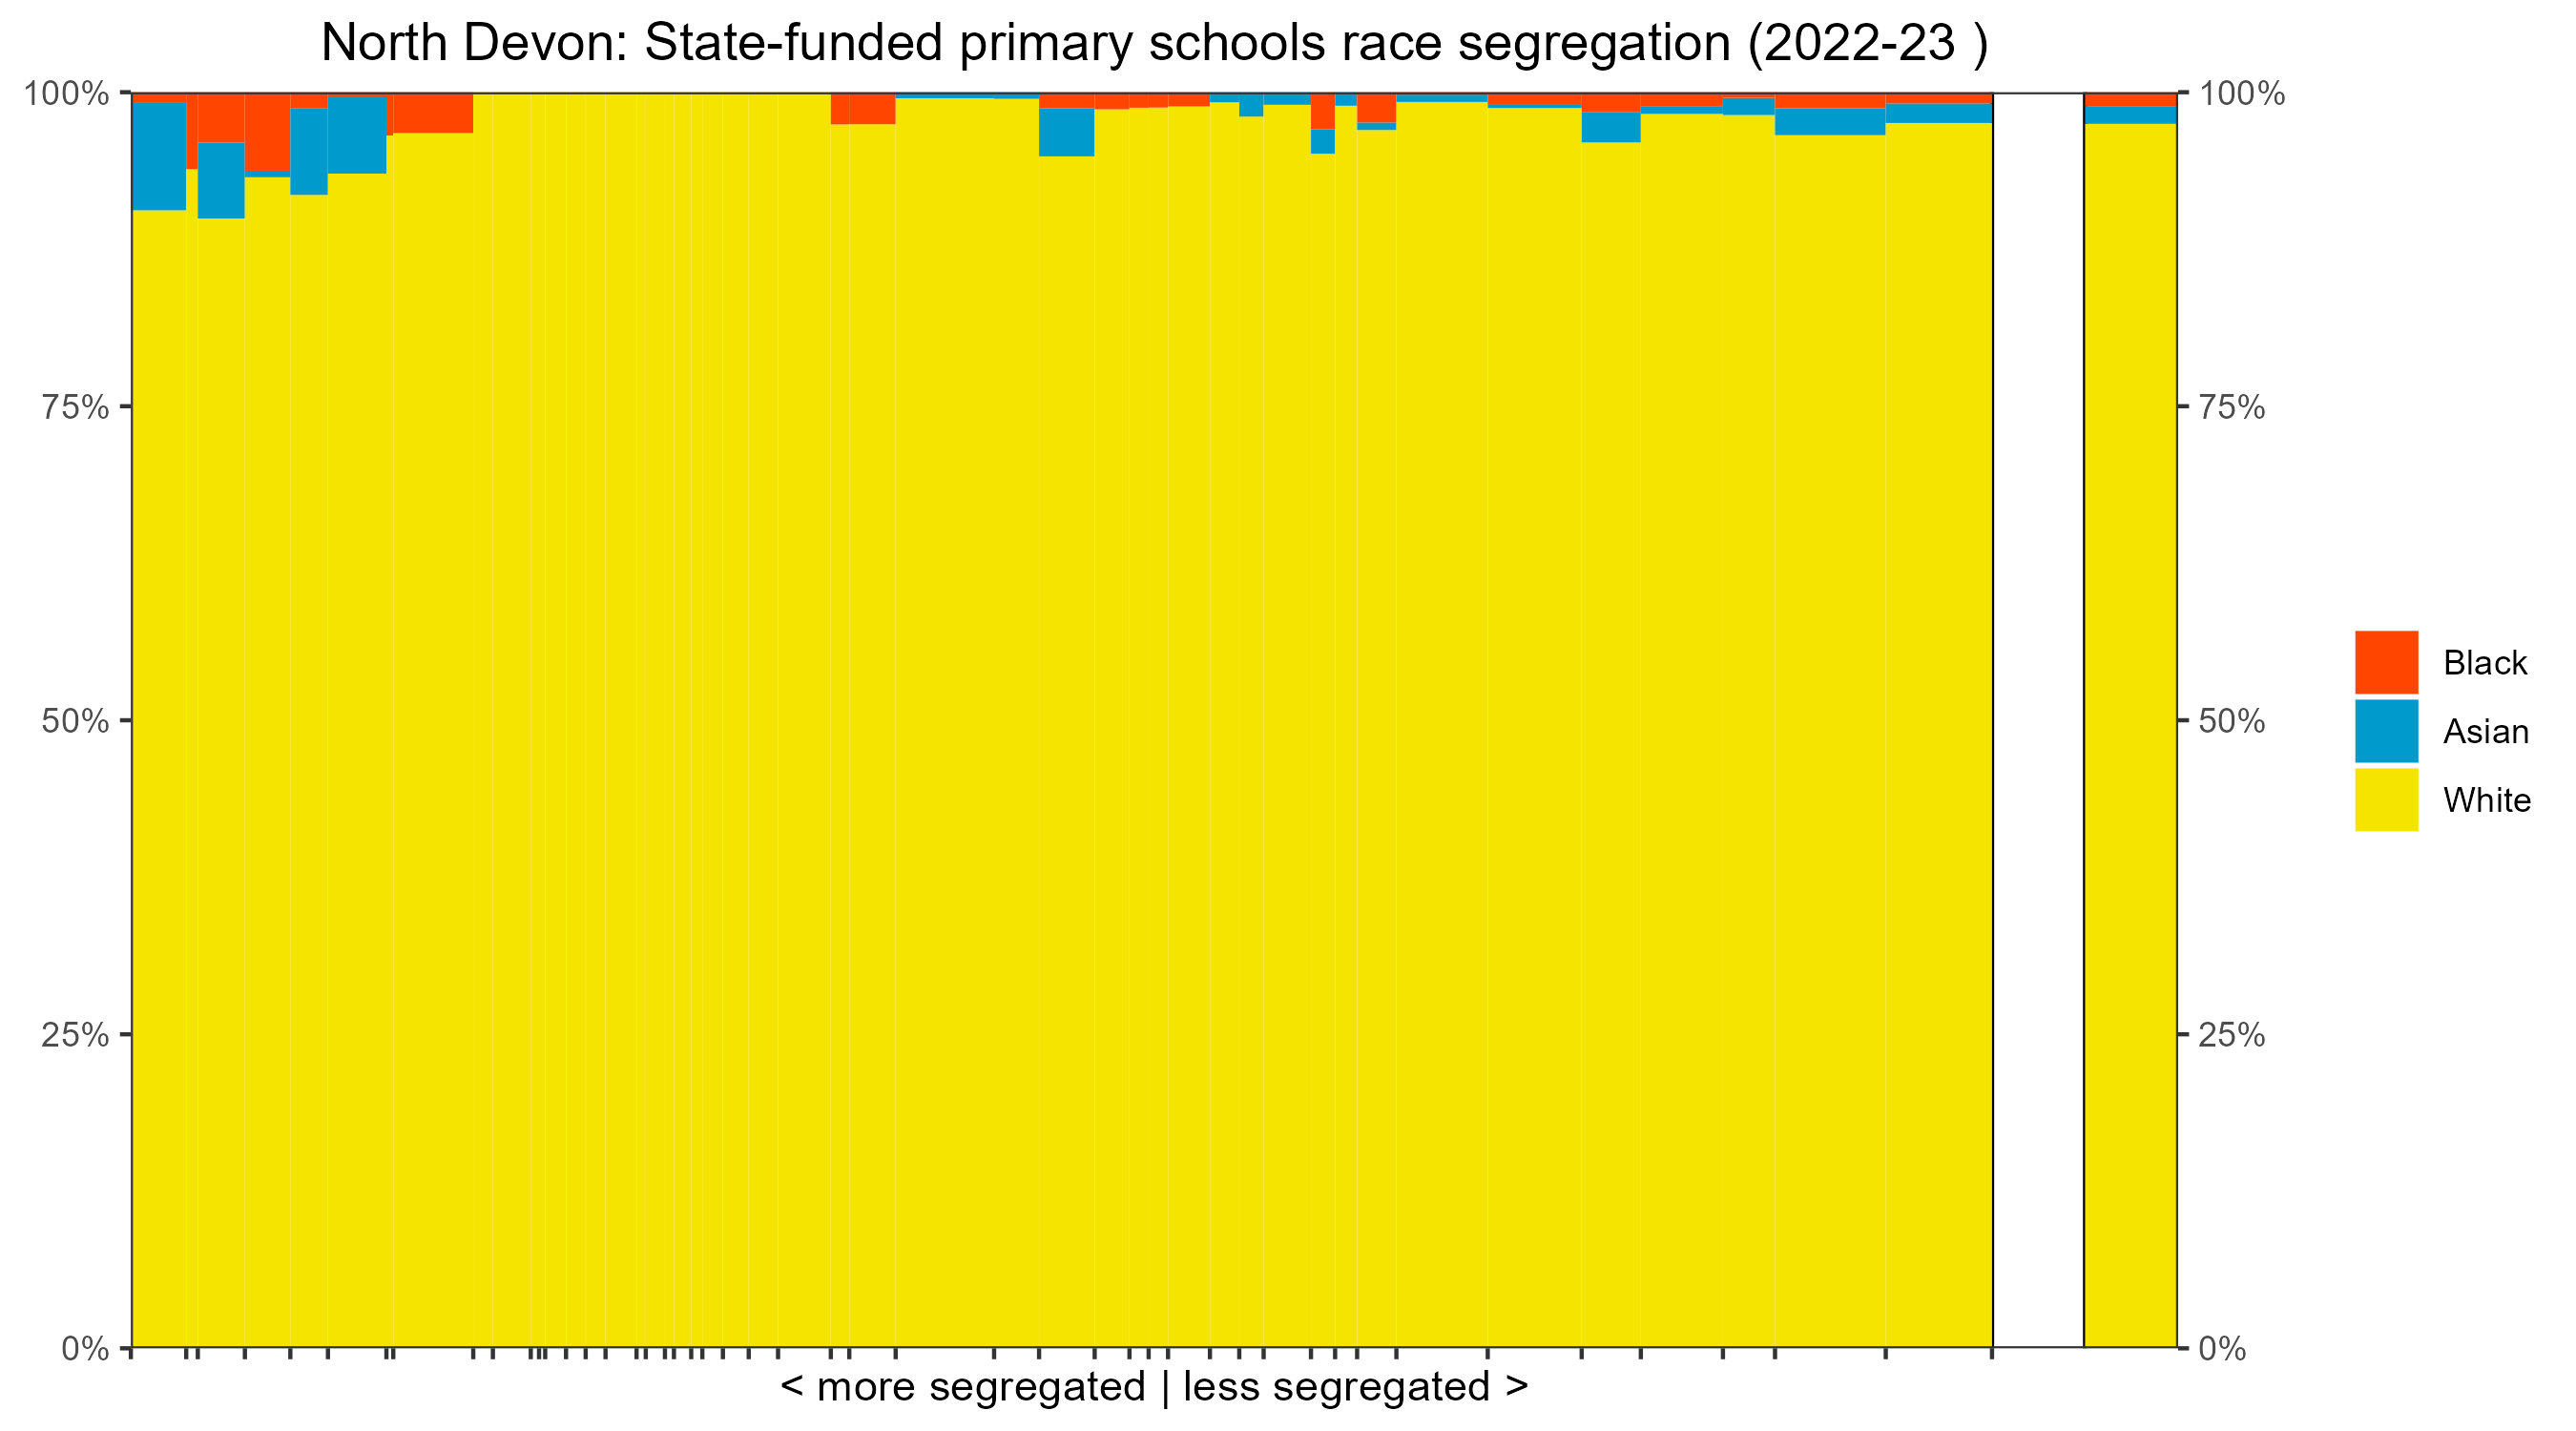 North Devon: State-funded primary schools race segregation (2022-23 )
100%
100%
75%
75%
50%
50%
25%
25%
0%
0%
Black
Asian
White
< more segregated | less segregated >